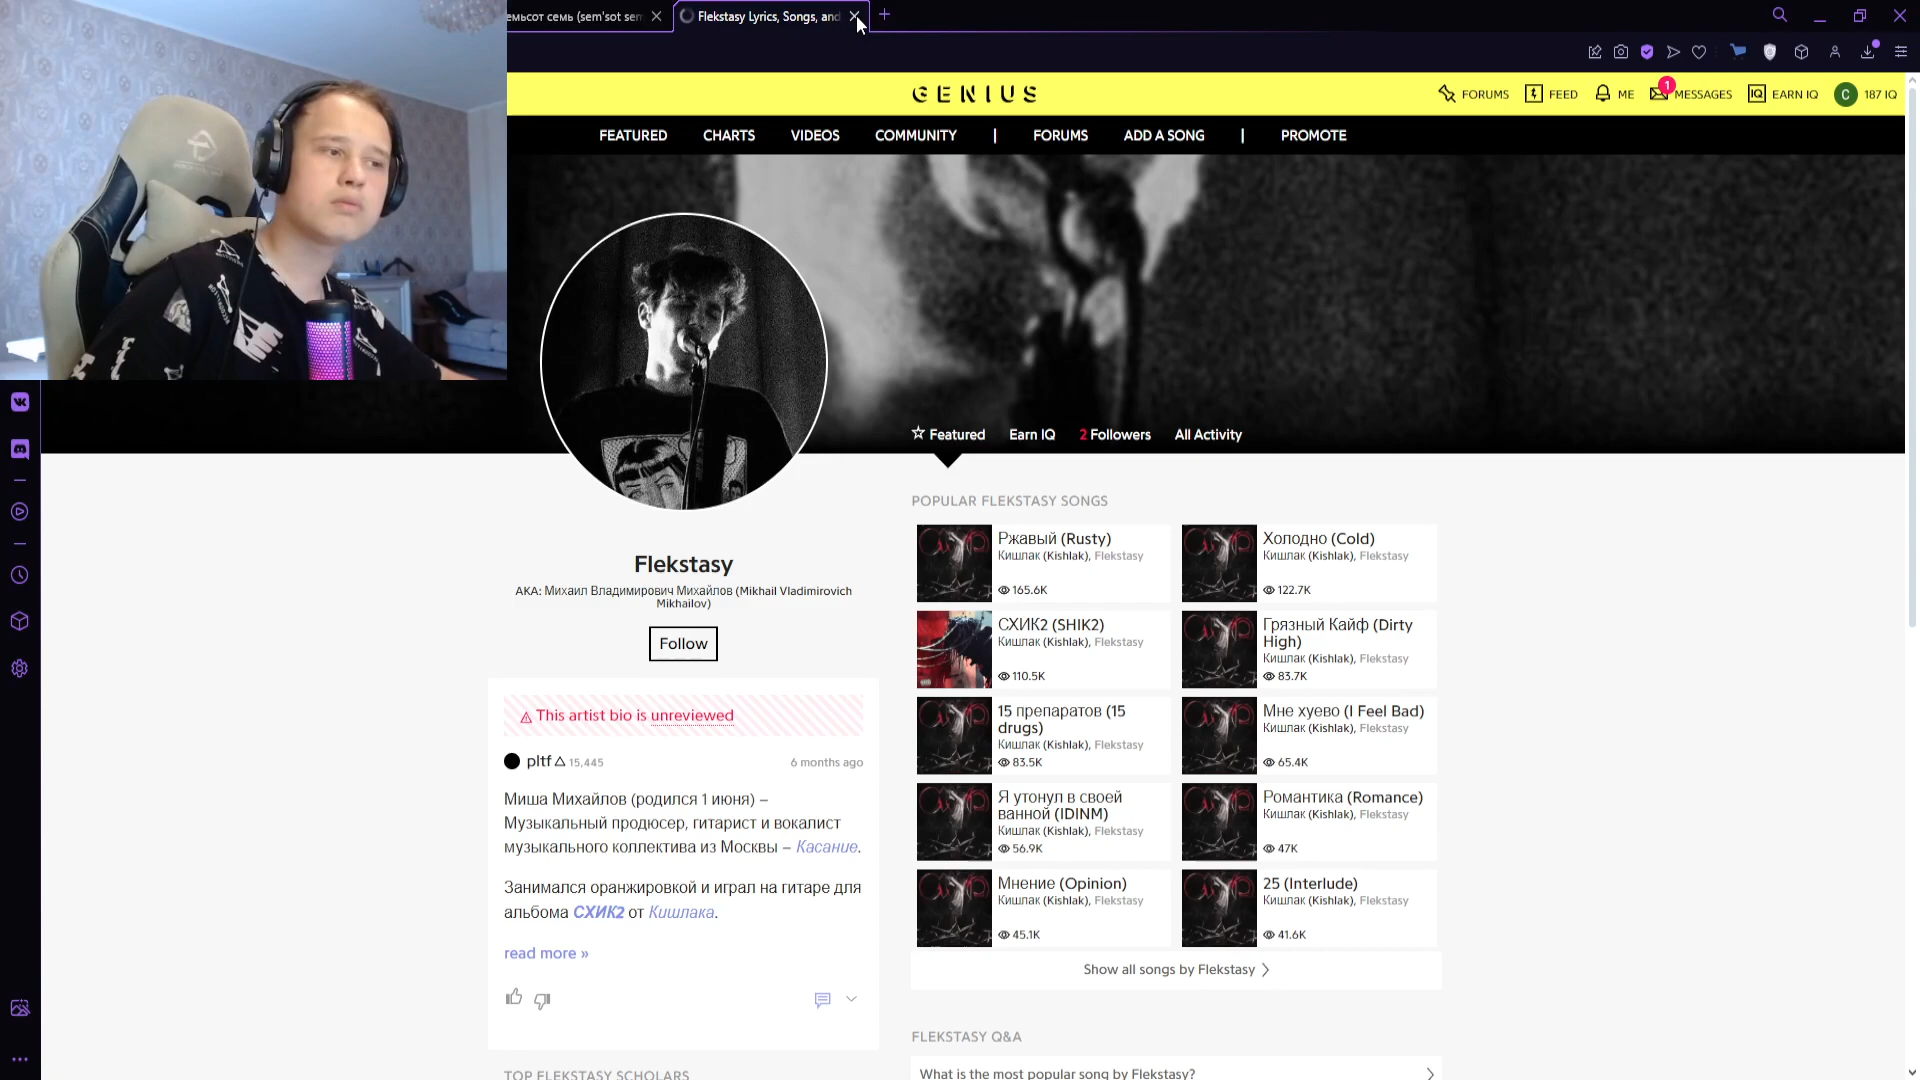 емьсот семь (sem'sot sem
Flekstasy Lyrics, Songs, and
GENIUS
FORUMS
FEED
ME
1
MESSAGES
IQ
EARN IQ
C
187 IQ
FEATURED
CHARTS
VIDEOS
COMMUNITY
|
FORUMS
ADD A SONG
|
PROMOTE
Featured
Earn IQ
2 Followers
All Activity
Flekstasy
AKA: Михаил Владимирович Михайлов (Mikhail Vladimirovich
Mikhailov)
Follow
This artist bio is unreviewed
pltf 15,445
6 months ago
Миша Михайлов (родился 1 июня) –
Музыкальный продюсер, гитарист и вокалист
музыкального коллектива из Москвы – Касание.
Занимался оранжировкой и играл на гитаре для
альбома СХИК2 от Кишлака.
read more »
TOP FLEKSTASY SCHOLARS
POPULAR FLEKSTASY SONGS
Ржавый (Rusty)
Кишлак (Kishlak), Flekstasy
165.6K
Холодно (Cold)
Кишлак (Kishlak), Flekstasy
122.7K
СХИК2 (SHIK2)
Кишлак (Kishlak), Flekstasy
110.5K
Грязный Кайф (Dirty
High)
Кишлак (Kishlak), Flekstasy
83.7K
15 препаратов (15
drugs)
Кишлак (Kishlak), Flekstasy
83.5K
Мне хуево (I Feel Bad)
Кишлак (Kishlak), Flekstasy
65.4K
Я утонул в своей
ванной (IDINM)
Кишлак (Kishlak), Flekstasy
56.9K
Романтика (Romance)
Кишлак (Kishlak), Flekstasy
47K
Мнение (Opinion)
Кишлак (Kishlak), Flekstasy
45.1K
25 (Interlude)
Кишлак (Kishlak), Flekstasy
41.6K
Show all songs by Flekstasy
FLEKSTASY Q&A
What is the most popular song by Flekstasy?